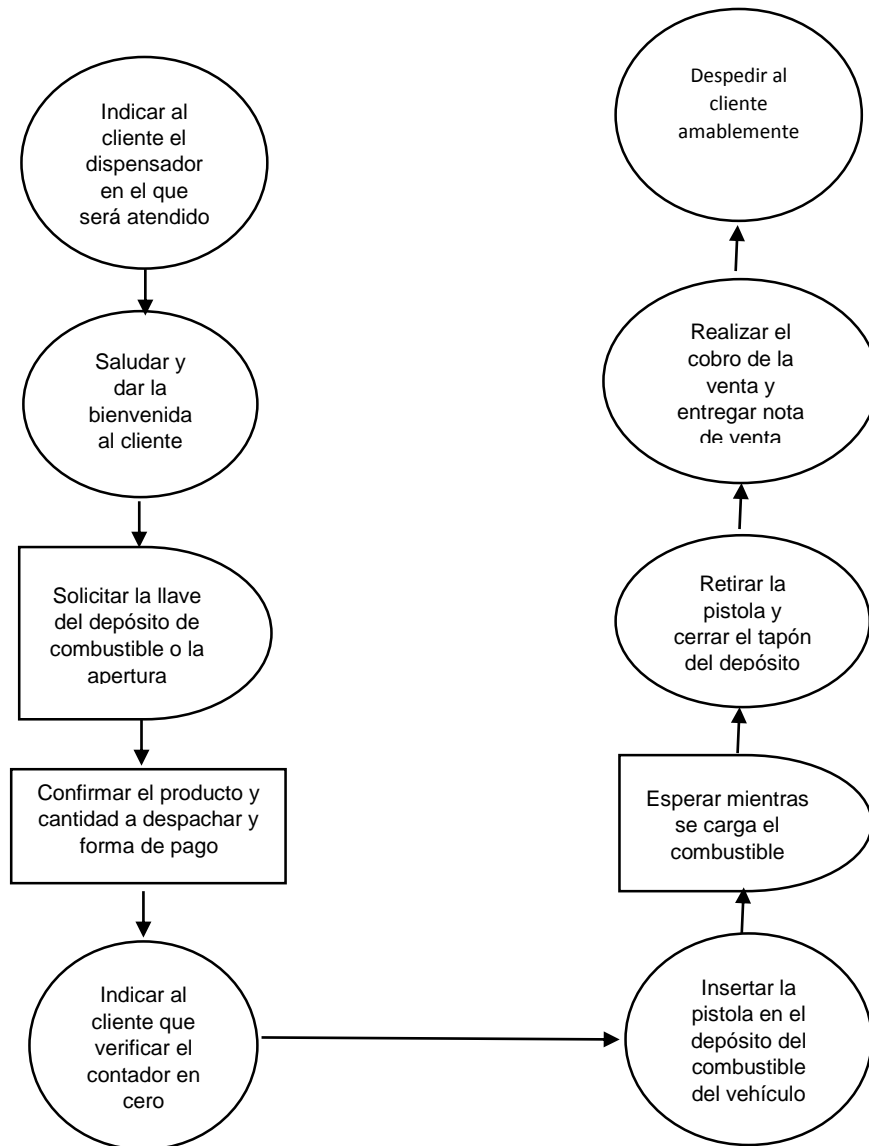 Indicar al
cliente el
dispensador
en el que
será atendido
Saludar y
dar la
bienvenida
al cliente
Solicitar la llave
del depósito de
combustible o la
apertura
Confirmar el producto y
cantidad a despachar y
forma de pago
Indicar al
cliente que
verificar el
contador en
cero
Insertar la
pistola en el
depósito del
combustible
del vehículo
Esperar mientras
se carga el
combustible
Retirar la
pistola y
cerrar el tapón
del depósito
Realizar el
cobro de la
venta y
entregar nota
de venta
Despedir al
cliente
amablemente